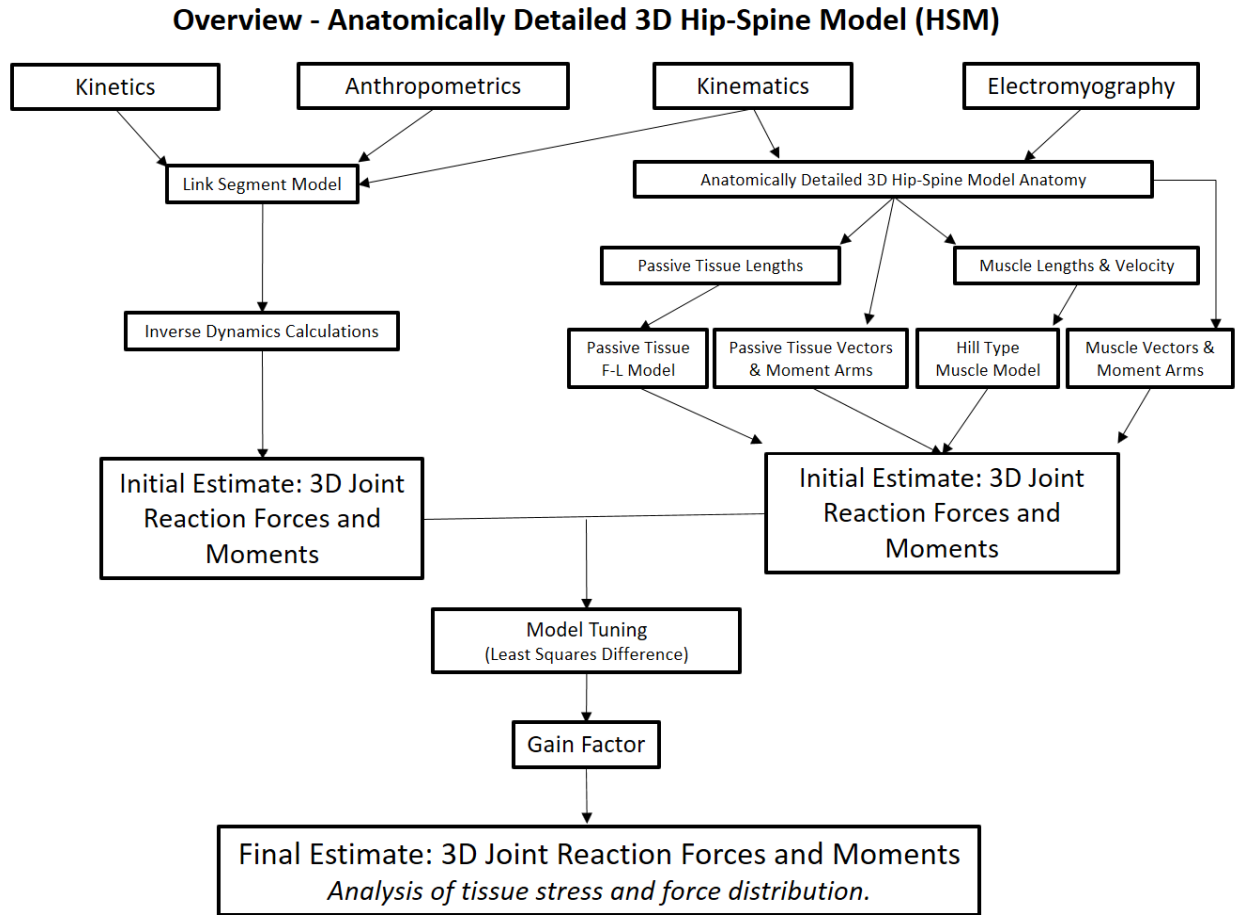 Overview - Anatomically Detailed 3D Hip-Spine Model (HSM)
Kinetics
Anthropometrics
Kinematics
Electromyography
Link Segment Model
Anatomically Detailed 3D Hip-Spine Model Anatomy
Passive Tissue Lengths
Muscle Lengths & Velocity
Inverse Dynamics Calculations
Passive Tissue
F-L Model
Passive Tissue Vectors
& Moment Arms
Hill Type
Muscle Model
Muscle Vectors &
Moment Arms
Initial Estimate: 3D Joint
Reaction Forces and
Moments
Initial Estimate: 3D Joint
Reaction Forces and
Moments
Model Tuning
(Least Squares Difference)
Gain Factor
Final Estimate: 3D Joint Reaction Forces and Moments
Analysis of tissue stress and force distribution.